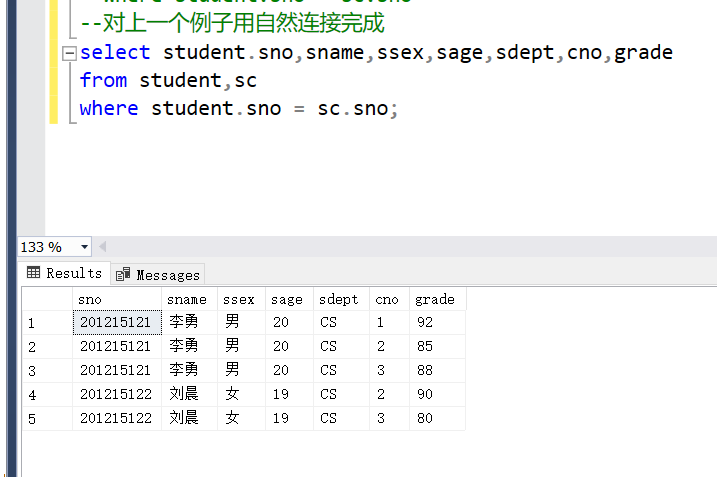 --对上一个例子用自然连接完成
select student.sno,sname,ssex,sage,sdept,cno,grade
from student,sc
where student.sno = sc.sno;
133 %
Results Messages
sno sname ssex sage sdept cno grade
1 201215121 李勇 男 20 CS 1 92
2 201215121 李勇 男 20 CS 2 85
3 201215121 李勇 男 20 CS 3 88
4 201215122 刘晨 女 19 CS 2 90
5 201215122 刘晨 女 19 CS 3 80